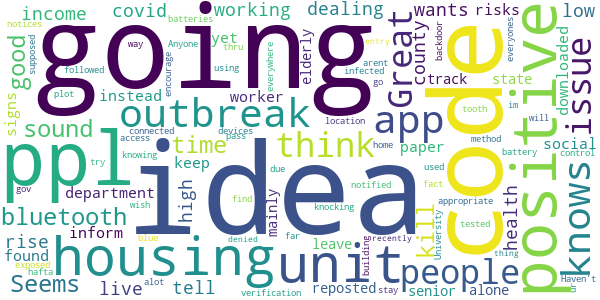 income covid working dealing wants risks low
batteries yet elderly county issue
notices everywhere Anyone way thru Great
good supposed followed using everyones entry backdoor
going code positive
signs plot encourage arent infected go track state downloaded
instead worker location
outbreak app knows
sound connected devices im tooth will
ppl access pass time think method battery social
try knowing home paper used control
gov department keep due notified fact
idea kill appropriate tested
bluetooth wish high mainly find knocking health University thing
inform denied far leave
rise housing unit people
exposed found blue building recently
Seems hafta live alot tell reposted stay senior alone Haven't ur
verification